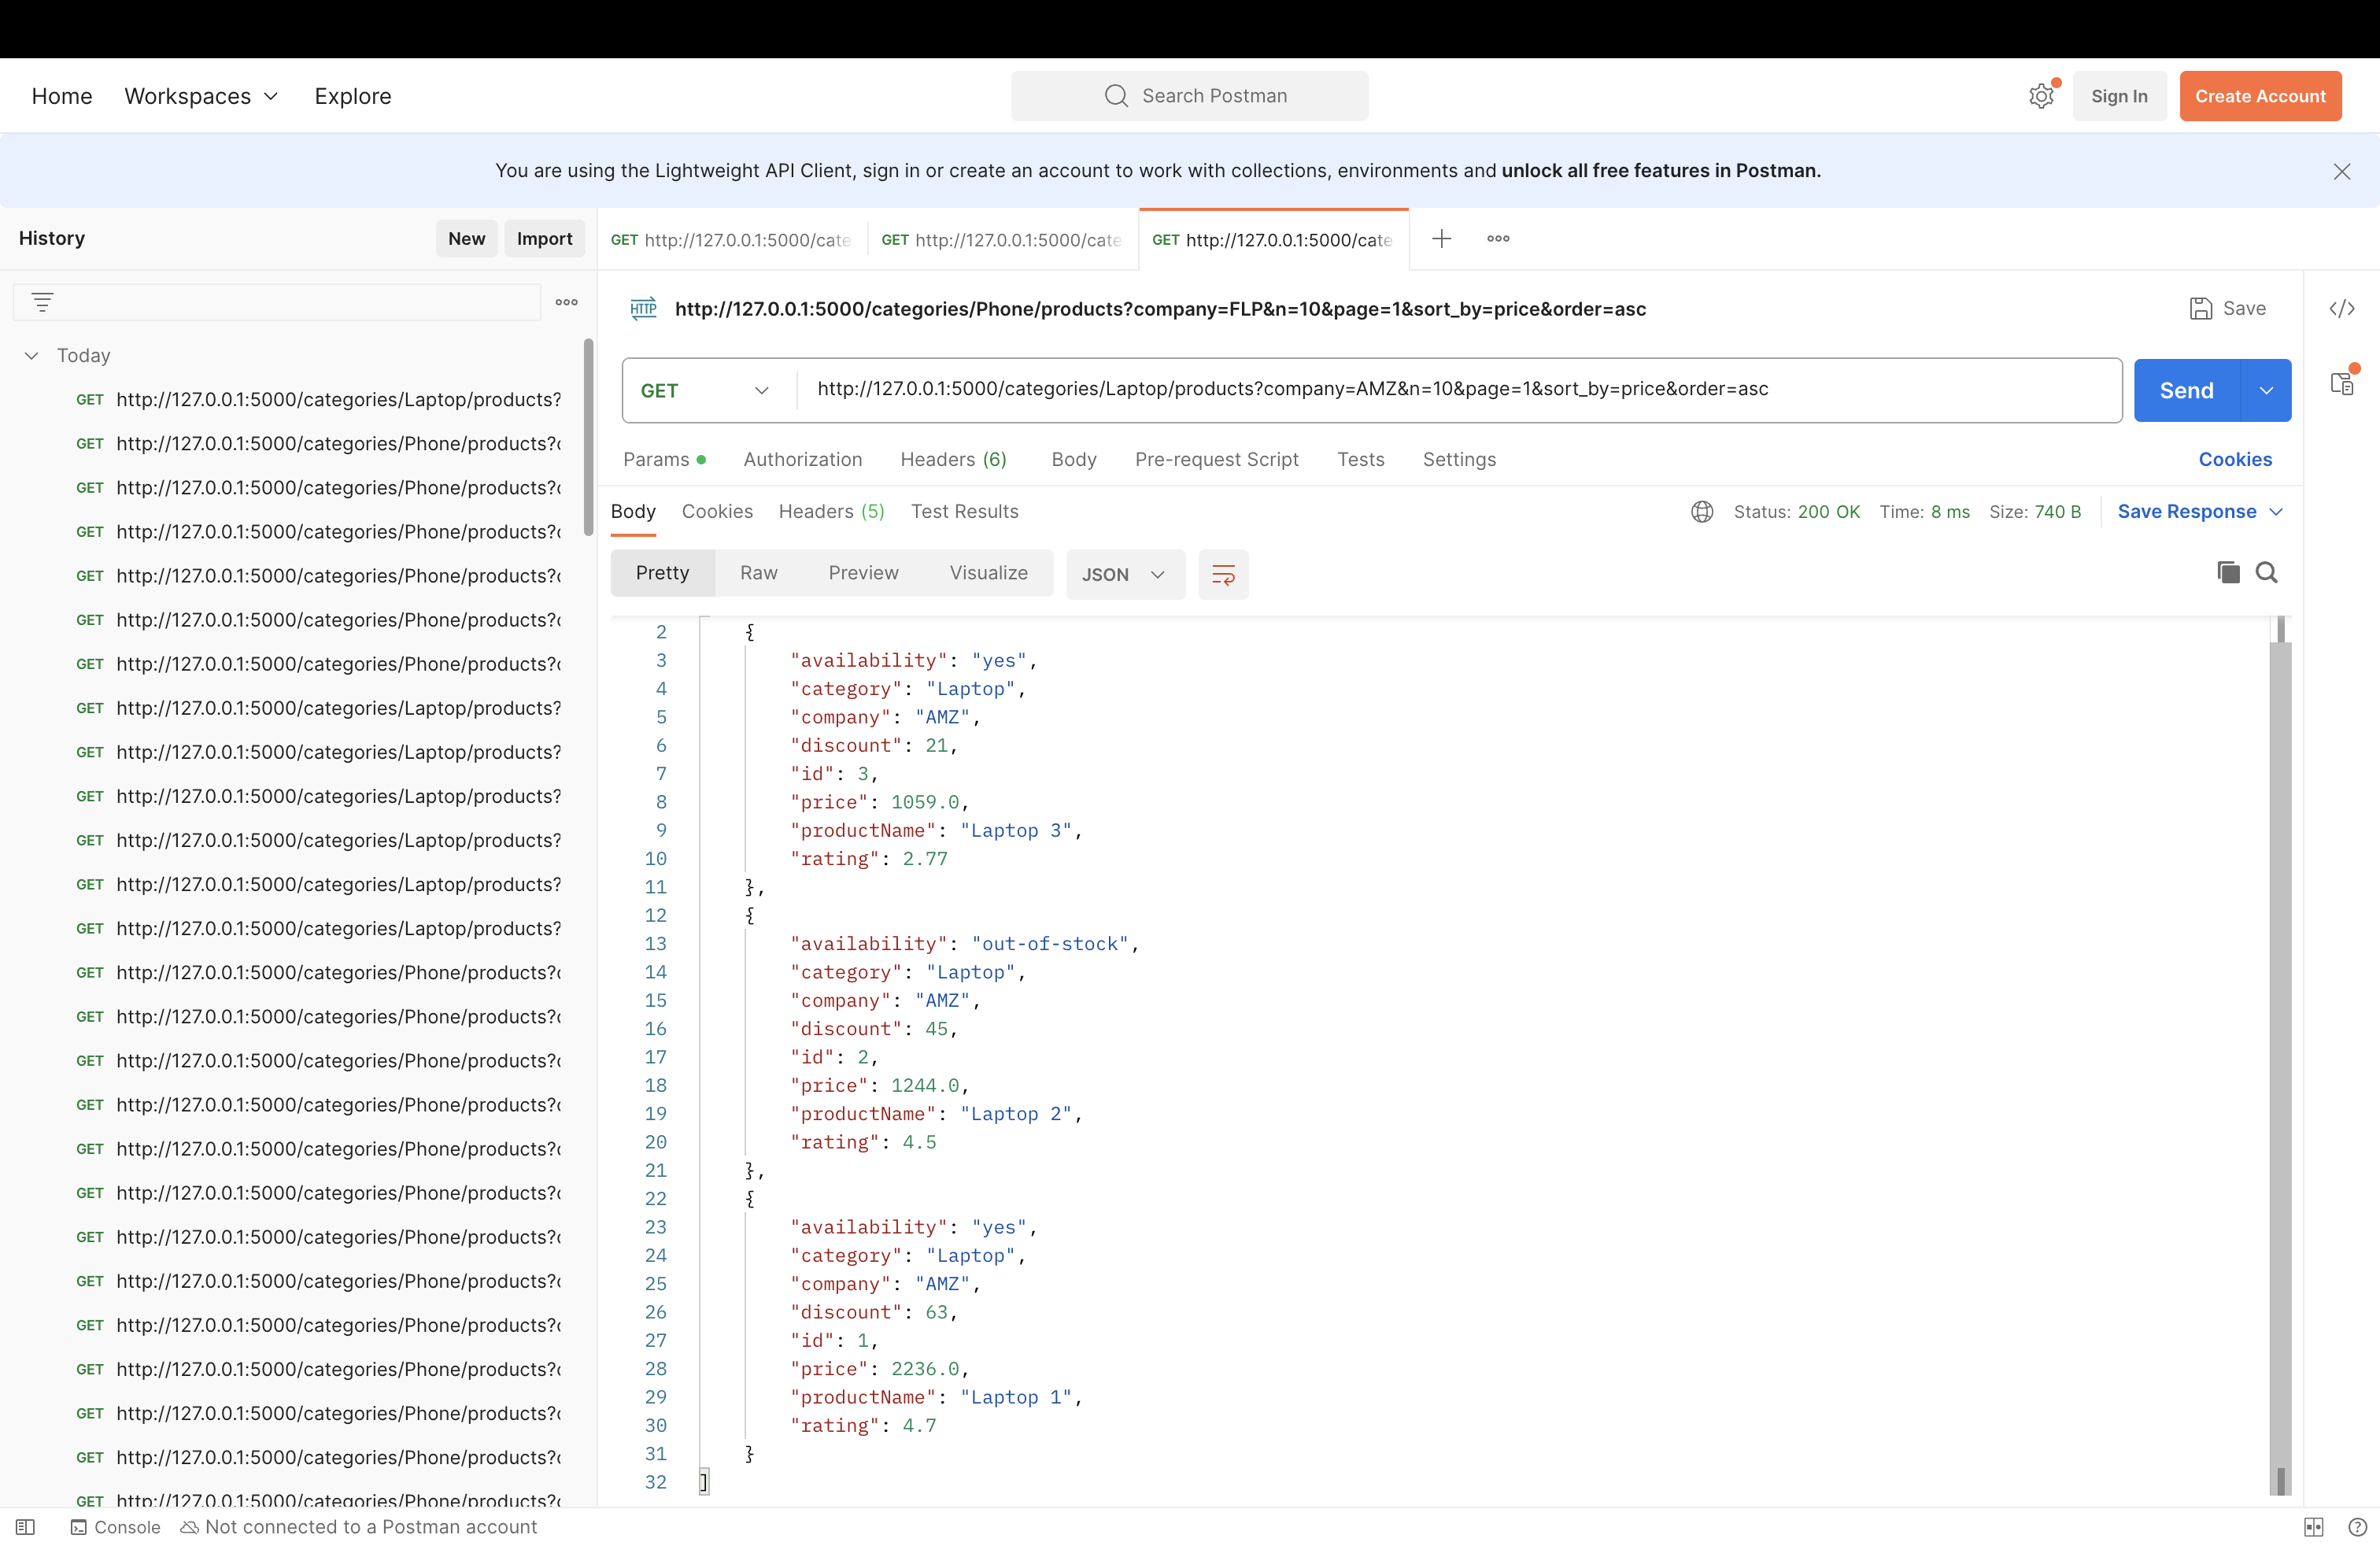 Home Workspaces Explore Search Postman Sign In Create Account
You are using the Lightweight API Client, sign in or create an account to work with collections, environments and unlock all free features in Postman.
History New Import
GET http://127.0.0.1:5000/cate GET http://127.0.0.1:5000/cate GET http://127.0.0.1:5000/cate
Today
GET http://127.0.0.1:5000/categories/Laptop/products?
GET http://127.0.0.1:5000/categories/Phone/products?c
GET http://127.0.0.1:5000/categories/Phone/products?c
GET http://127.0.0.1:5000/categories/Phone/products?c
GET http://127.0.0.1:5000/categories/Phone/products?c
GET http://127.0.0.1:5000/categories/Phone/products?c
GET http://127.0.0.1:5000/categories/Phone/products?c
GET http://127.0.0.1:5000/categories/Laptop/products?
GET http://127.0.0.1:5000/categories/Laptop/products?
GET http://127.0.0.1:5000/categories/Laptop/products?
GET http://127.0.0.1:5000/categories/Laptop/products?
GET http://127.0.0.1:5000/categories/Laptop/products?
GET http://127.0.0.1:5000/categories/Laptop/products?
GET http://127.0.0.1:5000/categories/Phone/products?c
GET http://127.0.0.1:5000/categories/Phone/products?c
GET http://127.0.0.1:5000/categories/Phone/products?c
GET http://127.0.0.1:5000/categories/Phone/products?c
GET http://127.0.0.1:5000/categories/Phone/products?c
GET http://127.0.0.1:5000/categories/Phone/products?c
GET http://127.0.0.1:5000/categories/Phone/products?c
GET http://127.0.0.1:5000/categories/Phone/products?c
GET http://127.0.0.1:5000/categories/Phone/products?c
GET http://127.0.0.1:5000/categories/Phone/products?c
GET http://127.0.0.1:5000/categories/Phone/products?c
GET http://127.0.0.1:5000/categories/Phone/products?c
GET http://127.0.0.1:5000/categories/Phone/products?c
HTTP http://127.0.0.1:5000/categories/Phone/products?company=FLP&n=10&page=1&sort_by=price&order=asc Save
GET http://127.0.0.1:5000/categories/Laptop/products?company=AMZ&n=10&page=1&sort_by=price&order=asc Send
Params Authorization Headers (6) Body Pre-request Script Tests Settings Cookies
Body Cookies Headers (5) Test Results Status: 200 OK Time: 8 ms Size: 740 B Save Response
Pretty Raw Preview Visualize JSON
2 {
3 "availability": "yes",
4 "category": "Laptop",
5 "company": "AMZ",
6 "discount": 21,
7 "id": 3,
8 "price": 1059.0,
9 "productName": "Laptop 3",
10 "rating": 2.77
11 },
12 {
13 "availability": "out-of-stock",
14 "category": "Laptop",
15 "company": "AMZ",
16 "discount": 45,
17 "id": 2,
18 "price": 1244.0,
19 "productName": "Laptop 2",
20 "rating": 4.5
21 },
22 {
23 "availability": "yes",
24 "category": "Laptop",
25 "company": "AMZ",
26 "discount": 63,
27 "id": 1,
28 "price": 2236.0,
29 "productName": "Laptop 1",
30 "rating": 4.7
31 }
32 ]
Console Not connected to a Postman account